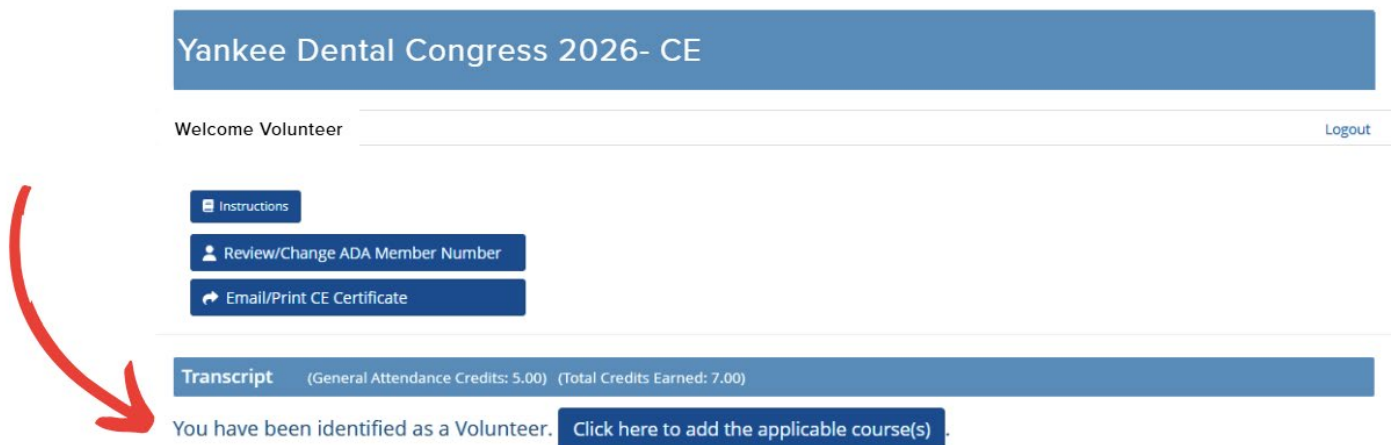 Yankee Dental Congress 2026- CE
Welcome Volunteer
Logout
Instructions
Review/Change ADA Member Number
Email/Print CE Certificate
Transcript (General Attendance Credits: 5.00) (Total Credits Earned: 7.00)
You have been identified as a Volunteer. Click here to add the applicable course(s) .